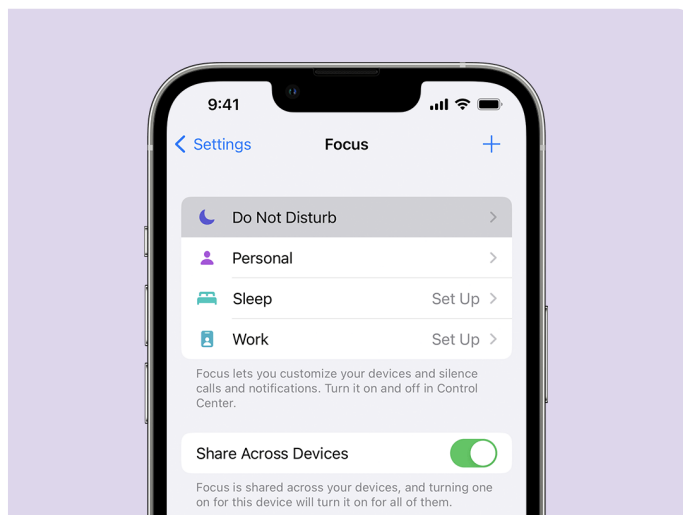 9:41
Settings
Focus
Do Not Disturb
Personal
Sleep
Set Up
Work
Set Up
Focus lets you customize your devices and silence
calls and notifications. Turn it on and off in Control
Center.
Share Across Devices
Focus is shared across your devices, and turning one
on for this device will turn it on for all of them.